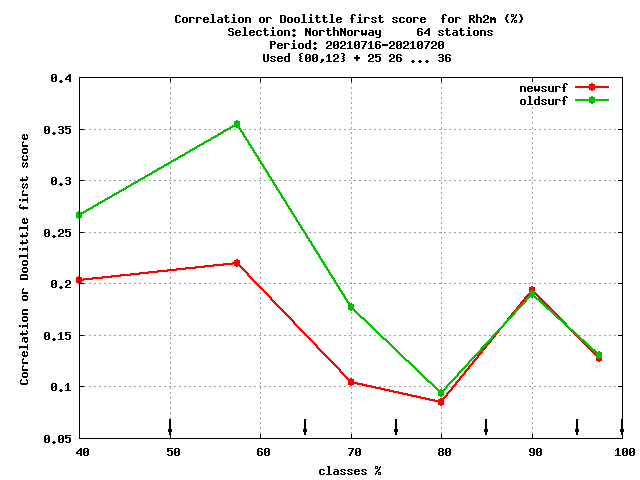 Correlation or Doolittle first score  for Rh2m (%)
Selection: NorthNorway     64 stations
Period: 20210716-20210720
Used {00,12} + 25 26 ... 36
newsurf
oldsurf
Correlation or Doolittle first score
0.4
0.35
0.3
0.25
0.2
0.15
0.1
0.05
40 50 60 70 80 90 100
classes %